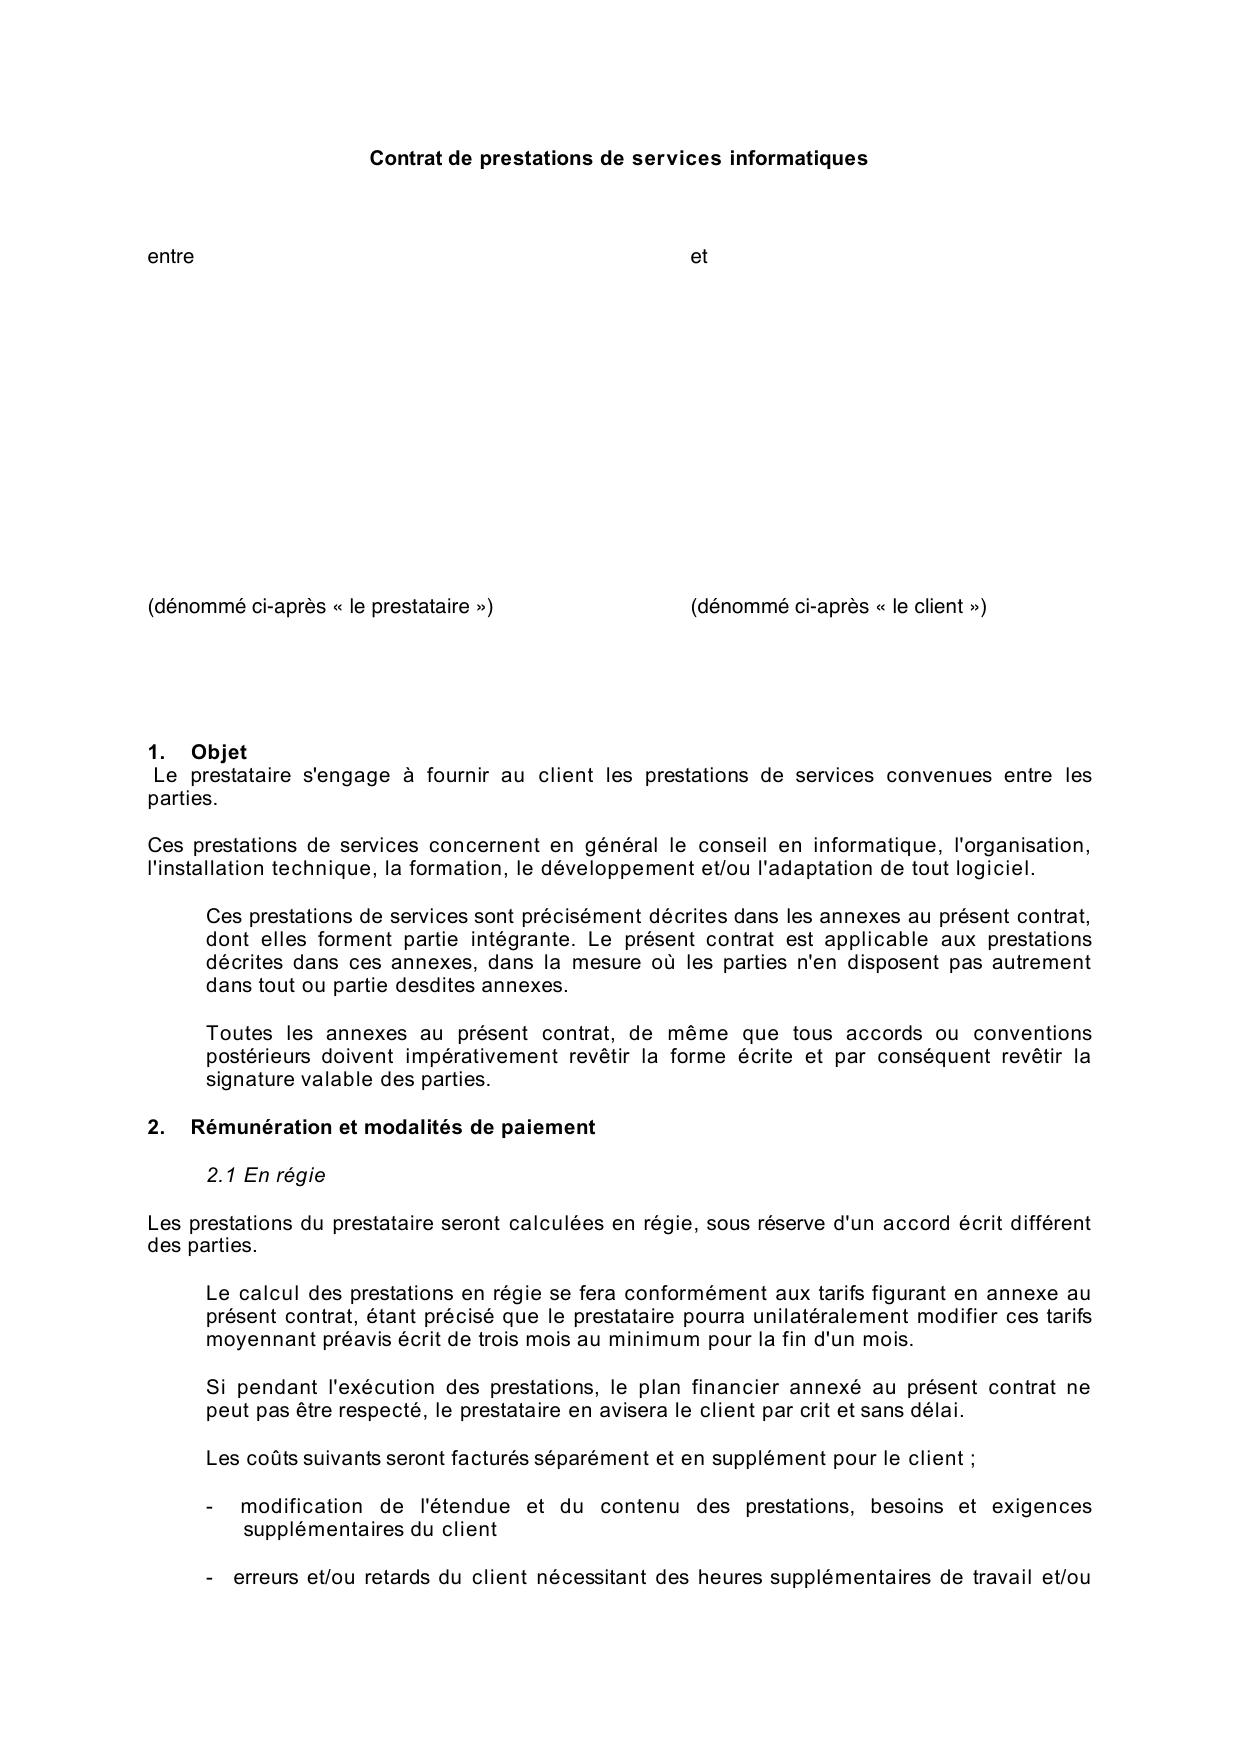 Contrat de prestations de services informatiques
entre et
(dénommé ci-après « le prestataire ») (dénommé ci-après « le client »)
1. Objet
Le prestataire s'engage à fournir au client les prestations de services convenues entre les
parties.
Ces prestations de services concernent en général le conseil en informatique, l'organisation,
l'installation technique, la formation, le développement et/ou l'adaptation de tout logiciel.
Ces prestations de services sont précisément décrites dans les annexes au présent contrat,
dont elles forment partie intégrante. Le présent contrat est applicable aux prestations
décrites dans ces annexes, dans la mesure où les parties n'en disposent pas autrement
dans tout ou partie desdites annexes.
Toutes les annexes au présent contrat, de même que tous accords ou conventions
postérieurs doivent impérativement revêtir la forme écrite et par conséquent revêtir la
signature valable des parties.
2. Rémunération et modalités de paiement
2.1 En régie
Les prestations du prestataire seront calculées en régie, sous réserve d'un accord écrit différent
des parties.
Le calcul des prestations en régie se fera conformément aux tarifs figurant en annexe au
présent contrat, étant précisé que le prestataire pourra unilatéralement modifier ces tarifs
moyennant préavis écrit de trois mois au minimum pour la fin d'un mois.
Si pendant l'exécution des prestations, le plan financier annexé au présent contrat ne
peut pas être respecté, le prestataire en avisera le client par crit et sans délai.
Les coûts suivants seront facturés séparément et en supplément pour le client ;
- modification de l'étendue et du contenu des prestations, besoins et exigences
supplémentaires du client
- erreurs et/ou retards du client nécessitant des heures supplémentaires de travail et/ou